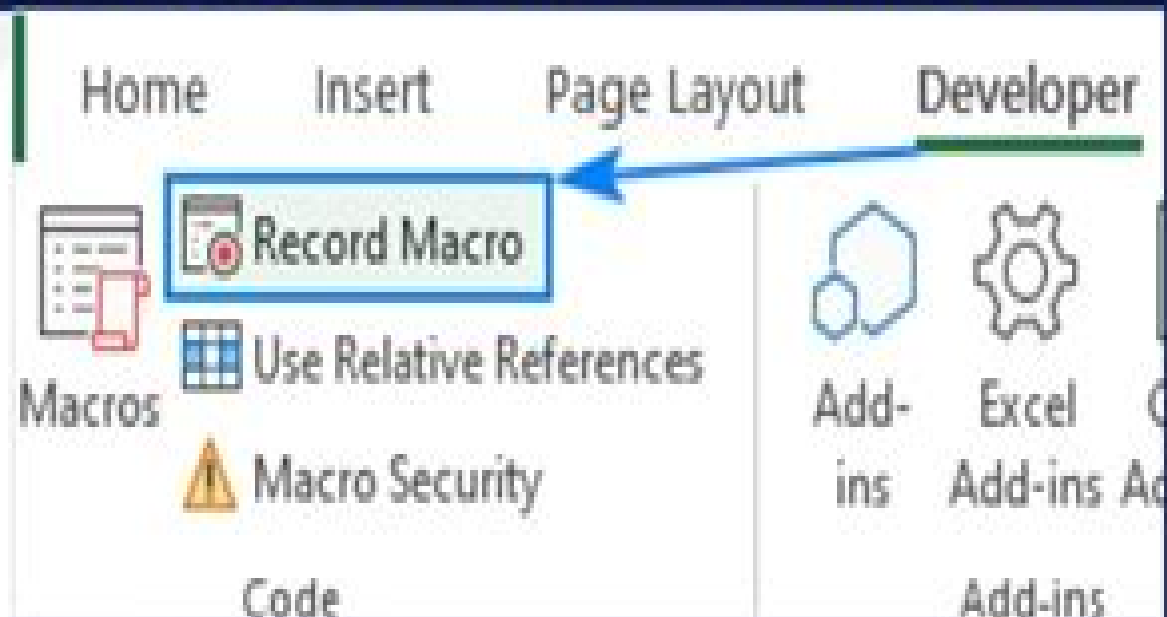 Home Insert Page Layout Developer
Record Macro
Use Relative References
Macros
Macro Security
Code
Add-
ins
Excel
Add-ins
Add-ins